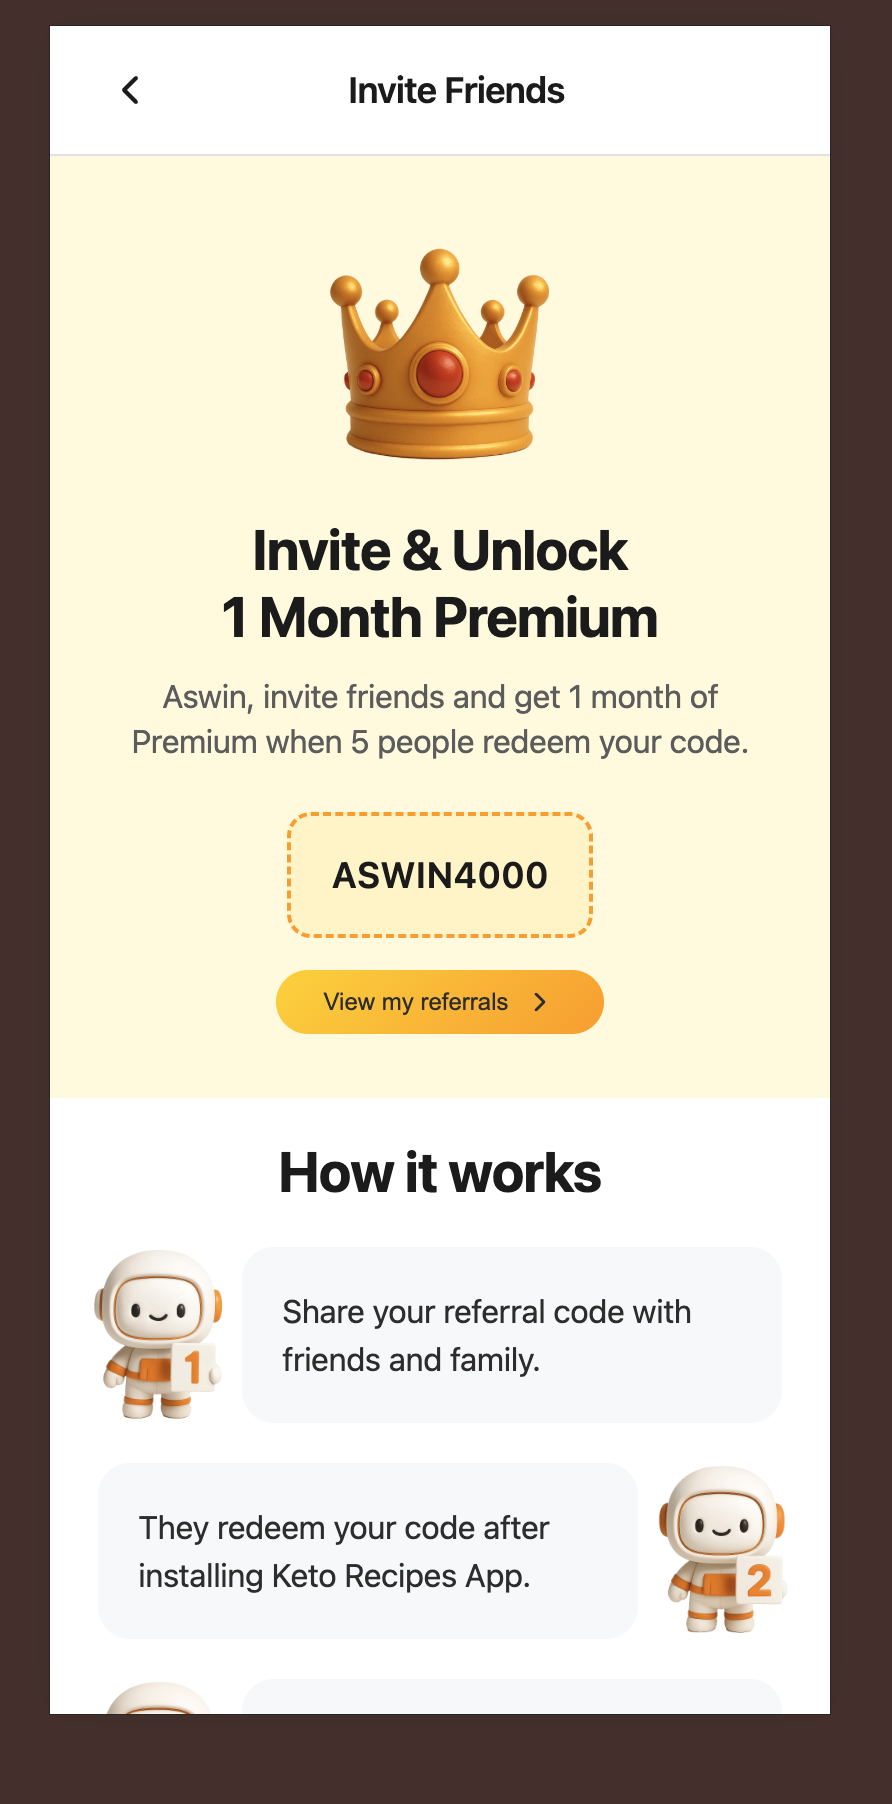 Invite Friends
Invite & Unlock
1 Month Premium
Aswin, invite friends and get 1 month of
Premium when 5 people redeem your code.
ASWIN4000
View my referrals
How it works
1
Share your referral code with
friends and family.
They redeem your code after
installing Keto Recipes App.
2